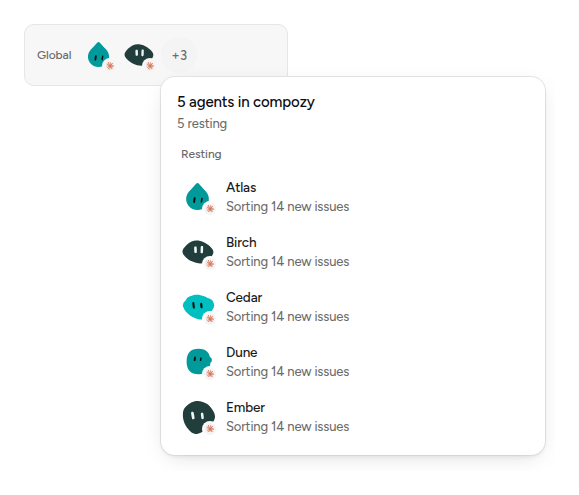 Global
+3
5 agents in compozy
5 resting
Resting
Atlas
Sorting 14 new issues
Birch
Sorting 14 new issues
Cedar
Sorting 14 new issues
Dune
Sorting 14 new issues
Ember
Sorting 14 new issues